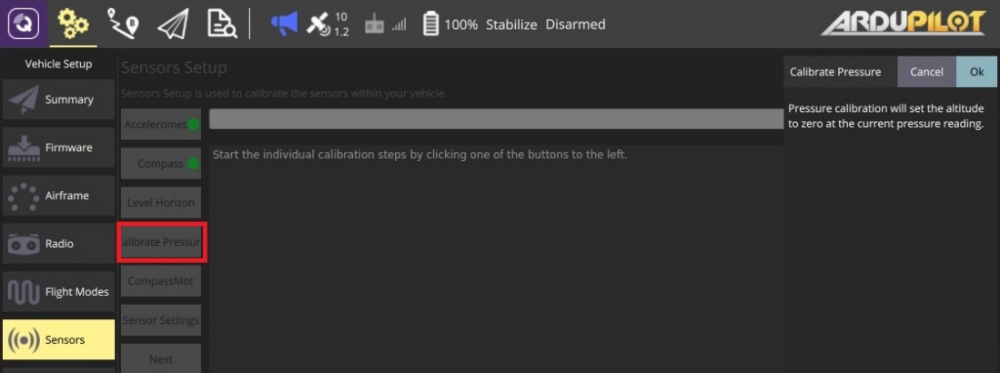 10
1.2
100% Stabilize Disarmed
ARDUPILOT
Vehicle Setup
Summary
Firmware
Airframe
Radio
Flight Modes
Sensors
Sensors Setup
Sensors Setup is used to calibrate the sensors within your vehicle.
Acceleromet
Compass
Level Horizon
alibrate Pressur
CompassMot
Sensor Settings
Next
Start the individual calibration steps by clicking one of the buttons to the left.
Calibrate Pressure Cancel Ok
Pressure calibration will set the altitude
to zero at the current pressure reading.